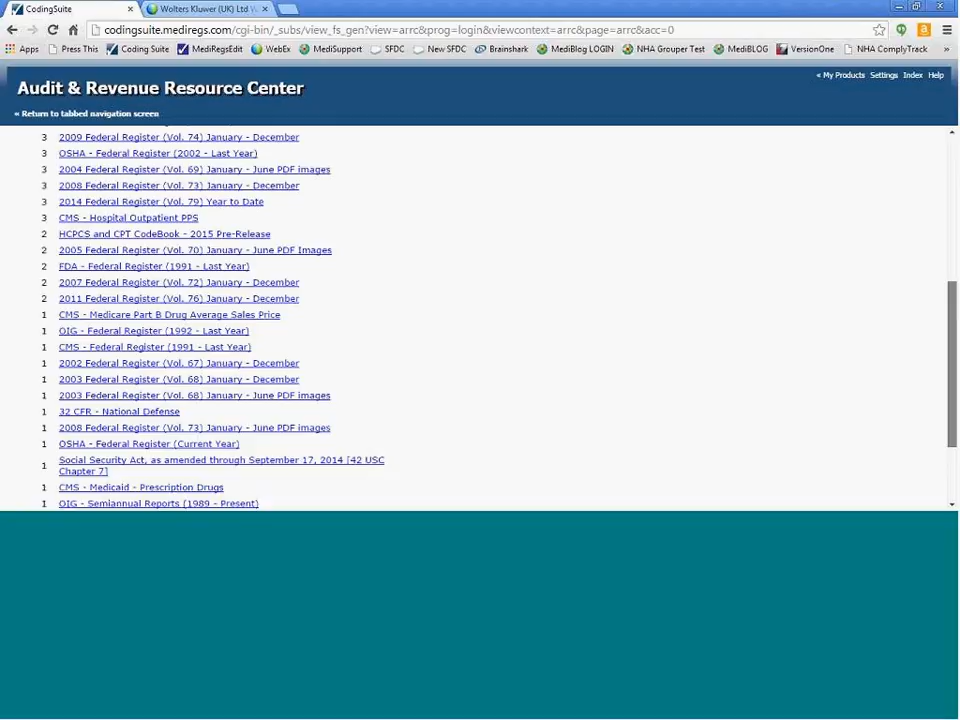 CodingSuite
Wolters Kluwer (UK) Ltd
codingsuite.mediregs.com/cgi-bin/_subs/view_fs_gen?view=arrc&prog=login&viewcontext=arrc&page=arrc&acc=0
Apps Press This Coding Suite MediRegsEdit WebEx MediSupport SFDC New SFDC Brainshark MediBlog LOGIN NHA Grouper Test MediBLOG VersionOne NHA ComplyTrack »
Audit & Revenue Resource Center
« My Products Settings Index Help
« Return to tabbed navigation screen
3 2009 Federal Register (Vol. 74) January - December
3 OSHA - Federal Register (2002 - Last Year)
3 2004 Federal Register (Vol. 69) January - June PDF images
3 2008 Federal Register (Vol. 73) January - December
3 2014 Federal Register (Vol. 79) Year to Date
3 CMS - Hospital Outpatient PPS
2 HCPCS and CPT CodeBook - 2015 Pre-Release
2 2005 Federal Register (Vol. 70) January - June PDF Images
2 FDA - Federal Register (1991 - Last Year)
2 2007 Federal Register (Vol. 72) January - December
2 2011 Federal Register (Vol. 76) January - December
1 CMS - Medicare Part B Drug Average Sales Price
1 OIG - Federal Register (1992 - Last Year)
1 CMS - Federal Register (1991 - Last Year)
1 2002 Federal Register (Vol. 67) January - December
1 2003 Federal Register (Vol. 68) January - December
1 2003 Federal Register (Vol. 68) January - June PDF images
1 32 CFR - National Defense
1 2008 Federal Register (Vol. 73) January - June PDF images
1 OSHA - Federal Register (Current Year)
1 Social Security Act, as amended through September 17, 2014 [42 USC
Chapter 7]
1 CMS - Medicaid - Prescription Drugs
1 OIG - Semiannual Reports (1989 - Present)